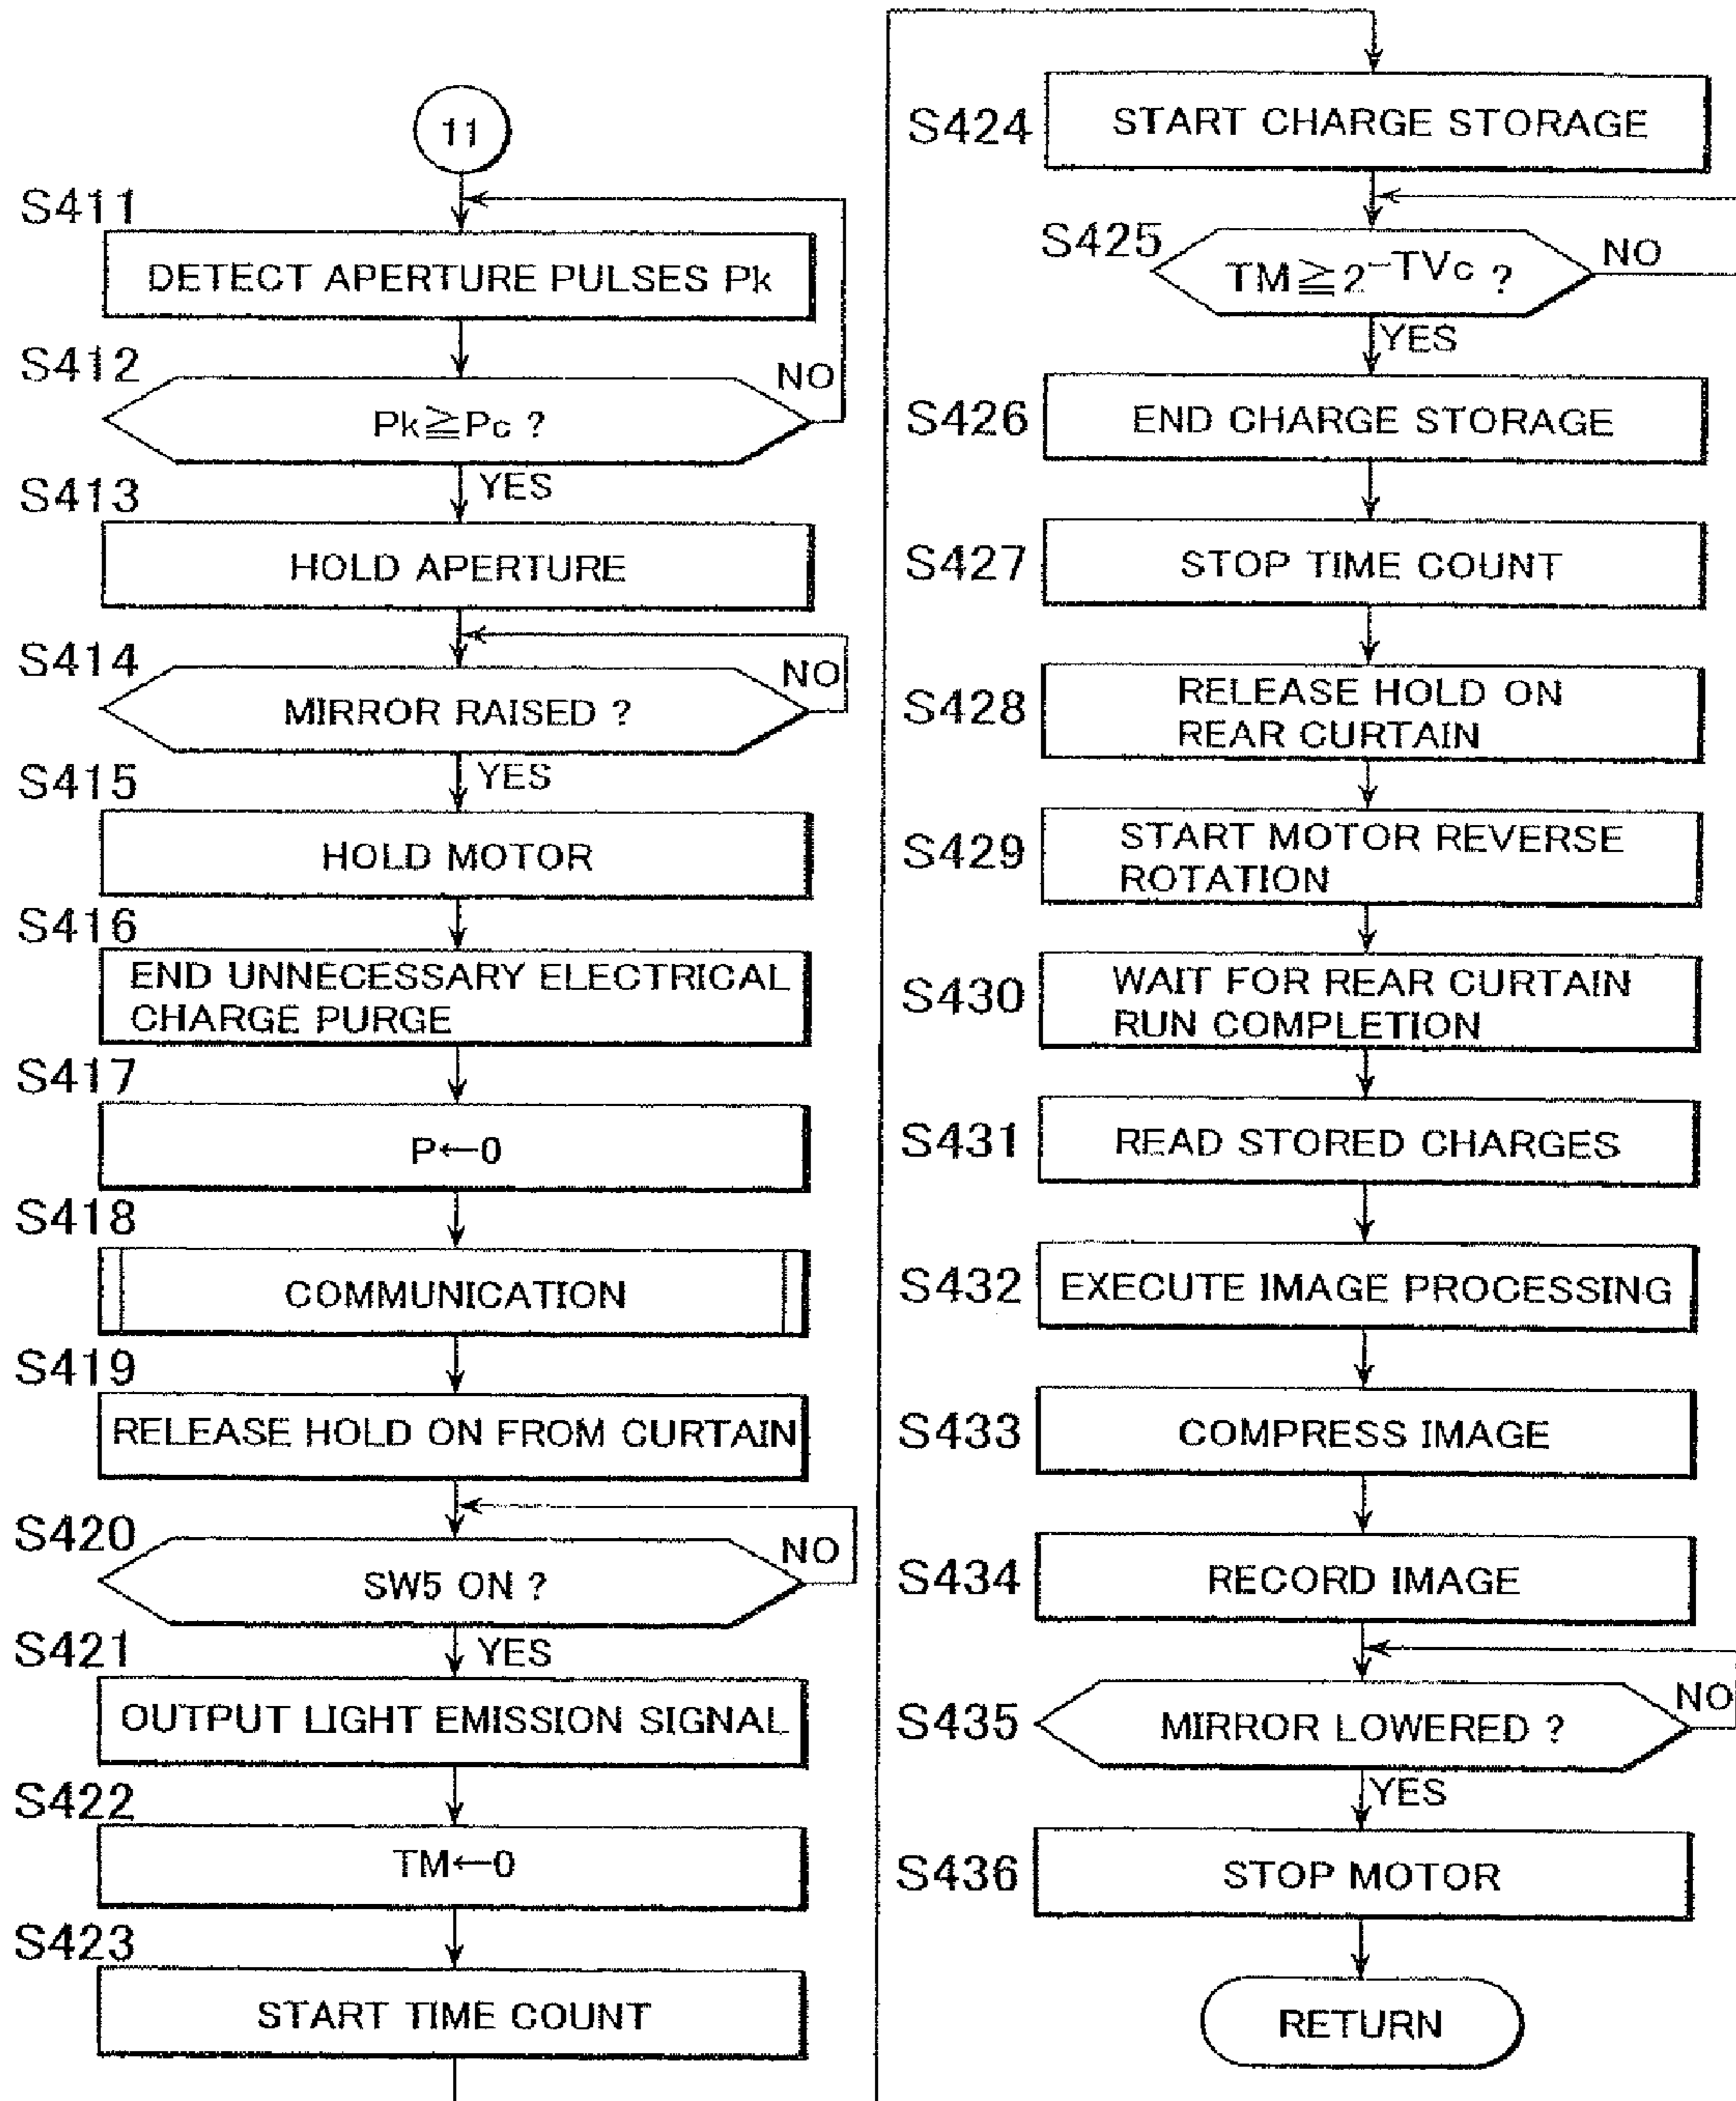 11
S411
DETECT APERTURE PULSES Pk
S412
Pk≧Pc ?
NO
YES
S413
HOLD APERTURE
S414
MIRROR RAISED ?
NO
YES
S415
HOLD MOTOR
S416
END UNNECESSARY ELECTRICAL
CHARGE PURGE
S417
P←0
S418
COMMUNICATION
S419
RELEASE HOLD ON FROM CURTAIN
S420
SW5 ON ?
NO
YES
S421
OUTPUT LIGHT EMISSION SIGNAL
S422
TM←0
S423
START TIME COUNT
S424
START CHARGE STORAGE
S425
TM≧2^-TVc ?
NO
YES
S426
END CHARGE STORAGE
S427
STOP TIME COUNT
S428
RELEASE HOLD ON
REAR CURTAIN
S429
START MOTOR REVERSE
ROTATION
S430
WAIT FOR REAR CURTAIN
RUN COMPLETION
S431
READ STORED CHARGES
S432
EXECUTE IMAGE PROCESSING
S433
COMPRESS IMAGE
S434
RECORD IMAGE
S435
MIRROR LOWERED ?
NO
YES
S436
STOP MOTOR
RETURN